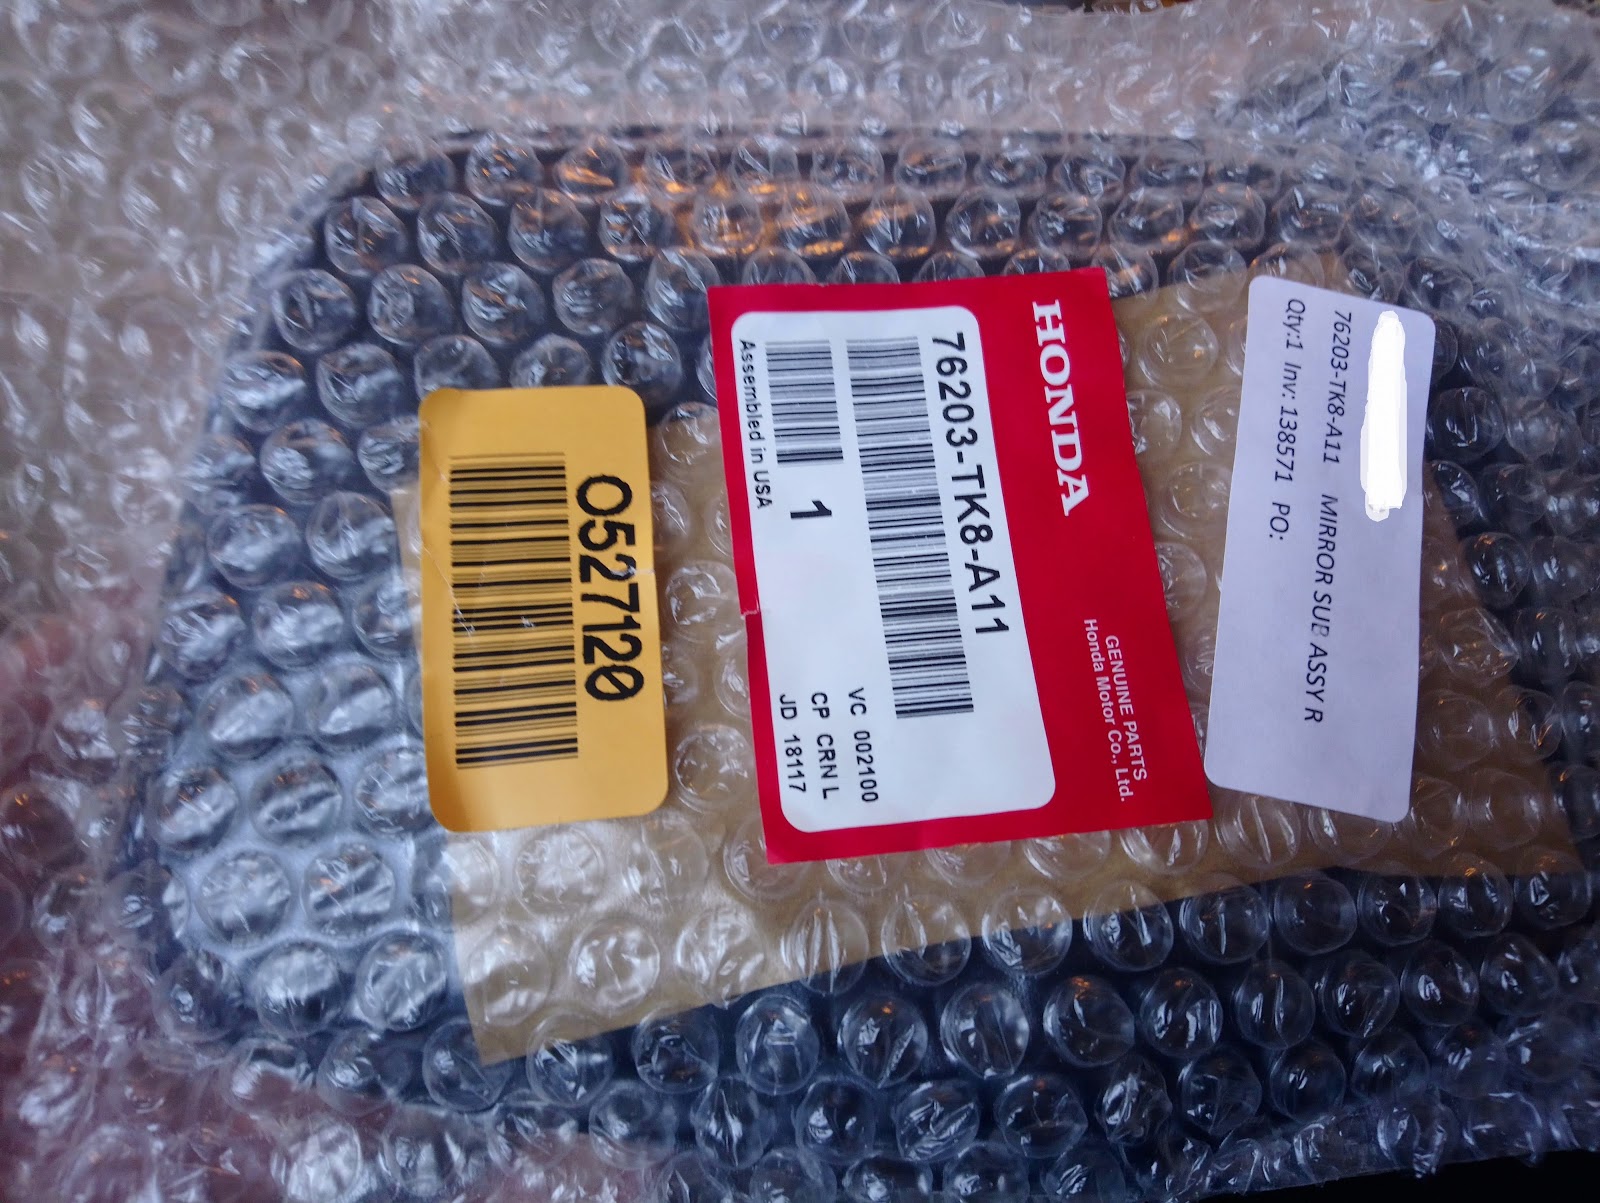 O527120
HONDA
GENUINE PARTS
Honda Motor Co., Ltd.
76203-TK8-A11
1
Assembled in USA
VC 002100
CP CRN L
JD 18117
76203-TK8-A11 MIRROR SUB ASSY R
Qty:1 Inv: 138571 PO: